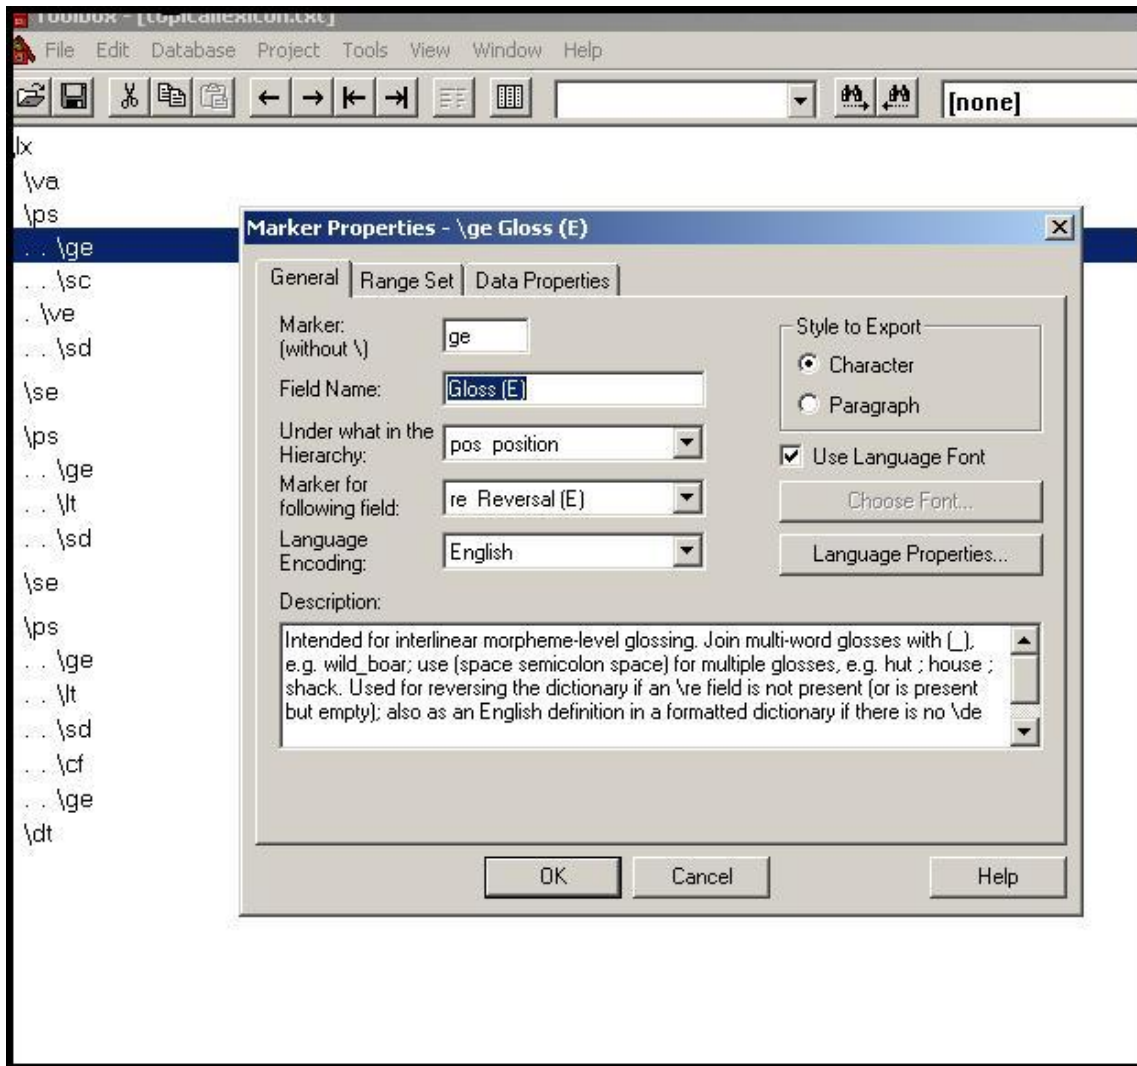 Toolbox - [topicallexicon.txt]
File Edit Database Project Tools View Window Help
[none]
\lx
\va
\ps
. . \ge
. . \sc
. \ve
. . \sd
\se
\ps
. . \ge
. . \lt
. . \sd
\se
\ps
. . \ge
. . \lt
. . \sd
. . \cf
. . \ge
\dt
Marker Properties - \ge Gloss (E)
General Range Set Data Properties
Marker:
(without \)
ge
Field Name:
Gloss (E)
Under what in the
Hierarchy:
pos position
Marker for
following field:
re Reversal (E)
Language
Encoding:
English
Style to Export
Character
Paragraph
Use Language Font
Choose Font...
Language Properties...
Description:
Intended for interlinear morpheme-level glossing. Join multi-word glosses with (_),
e.g. wild_boar; use (space semicolon space) for multiple glosses, e.g. hut ; house ;
shack. Used for reversing the dictionary if an \re field is not present (or is present
but empty); also as an English definition in a formatted dictionary if there is no \de
OK Cancel Help